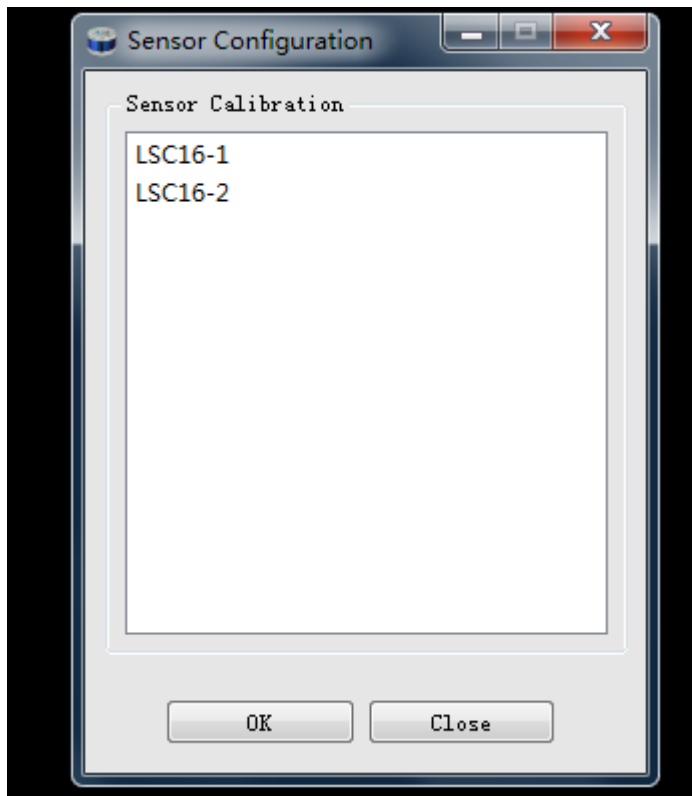 Sensor Configuration
Sensor Calibration
LSC16-1
LSC16-2
OK
Close